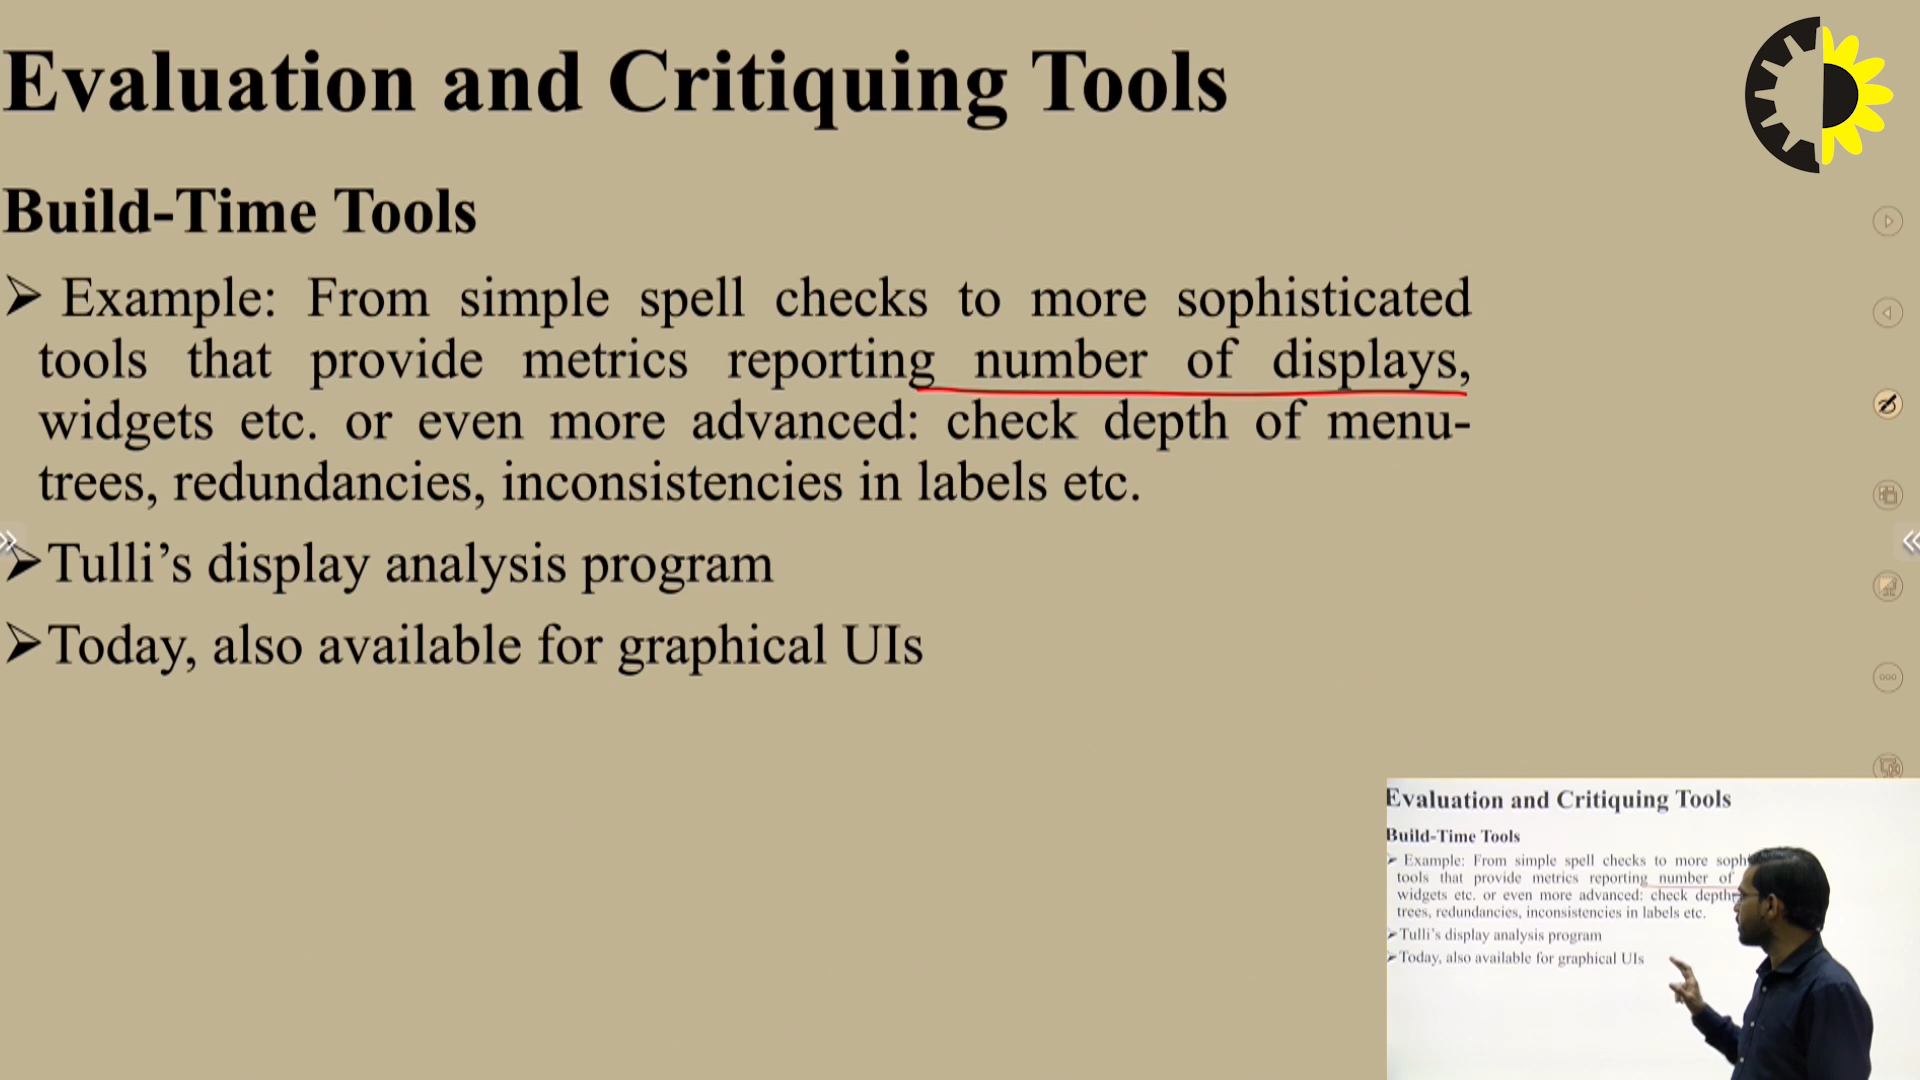 Evaluation and Critiquing Tools
Build-Time Tools
➢ Example: From simple spell checks to more sophisticated
tools that provide metrics reporting number of displays,
widgets etc. or even more advanced: check depth of menu-
trees, redundancies, inconsistencies in labels etc.
➢Tulli’s display analysis program
➢Today, also available for graphical UIs
Evaluation and Critiquing Tools
Build-Time Tools
➢ Example: From simple spell checks to more soph
tools that provide metrics reporting number of
widgets etc. or even more advanced: check depth
trees, redundancies, inconsistencies in labels etc.
➢Tulli’s display analysis program
➢Today, also available for graphical UIs